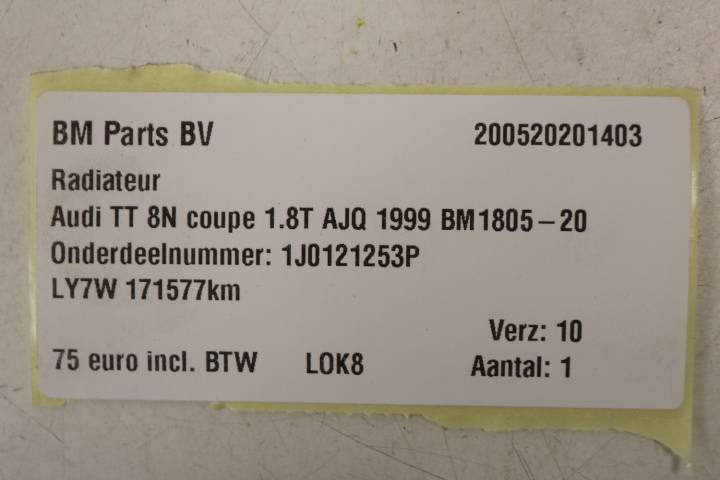 BM Parts BV 200520201403
Radiateur
Audi TT 8N coupe 1.8T AJQ 1999 BM1805-20
Onderdeelnummer: 1J0121253P
LY7W 171577km
Verz: 10
75 euro incl. BTW LOK8 Aantal: 1